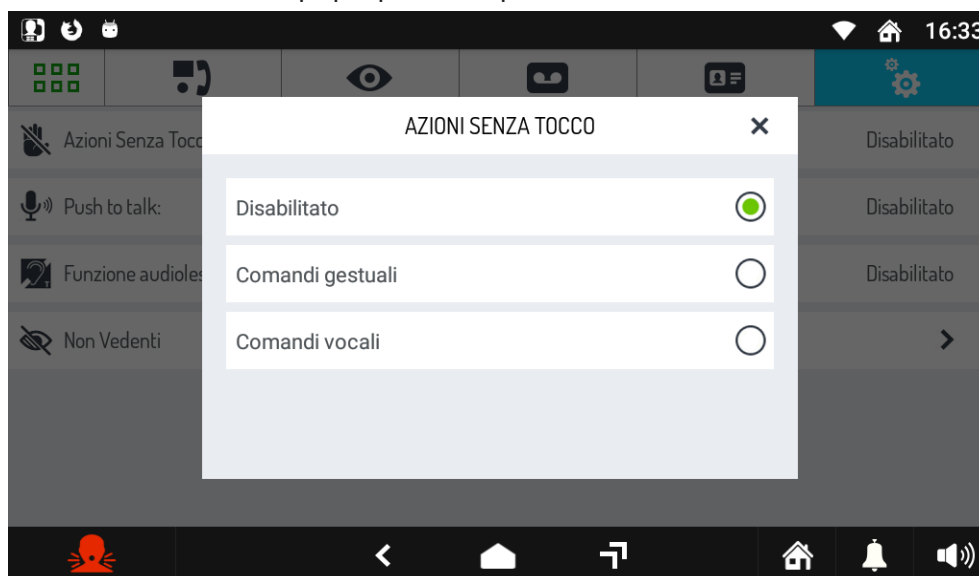 16:33
AZIONI SENZA TOCCO
Azioni Senza Tocc
Disabilitato
Disabilitato
Push to talk:
Disabilitato
Funzione audioles
Comandi gestuali
Disabilitato
Non Vedenti
Comandi vocali